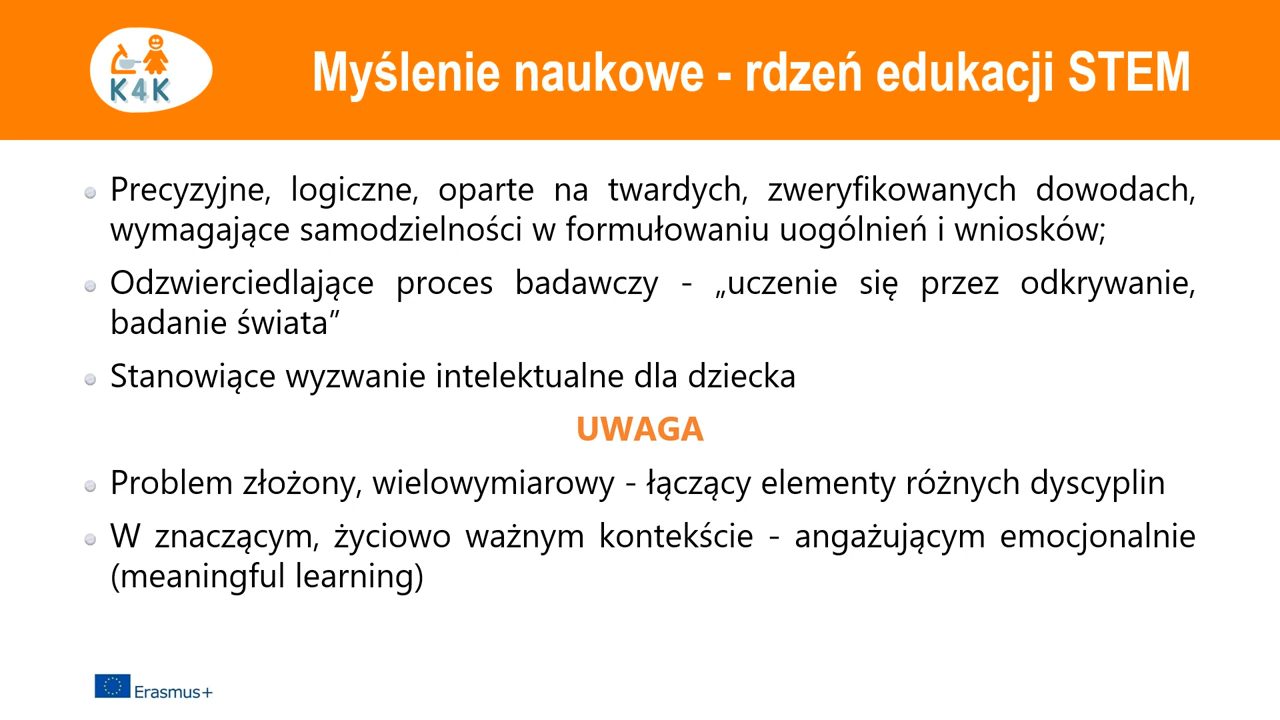 K4K
Myślenie naukowe - rdzeń edukacji STEM
Precyzyjne, logiczne, oparte na twardych, zweryfikowanych dowodach,
wymagające samodzielności w formułowaniu uogólnień i wniosków;
Odzwierciedlające proces badawczy - „uczenie się przez odkrywanie,
badanie świata”
Stanowiące wyzwanie intelektualne dla dziecka
UWAGA
Problem złożony, wielowymiarowy - łączący elementy różnych dyscyplin
W znaczącym, życiowo ważnym kontekście - angażującym emocjonalnie
(meaningful learning)
Erasmus+